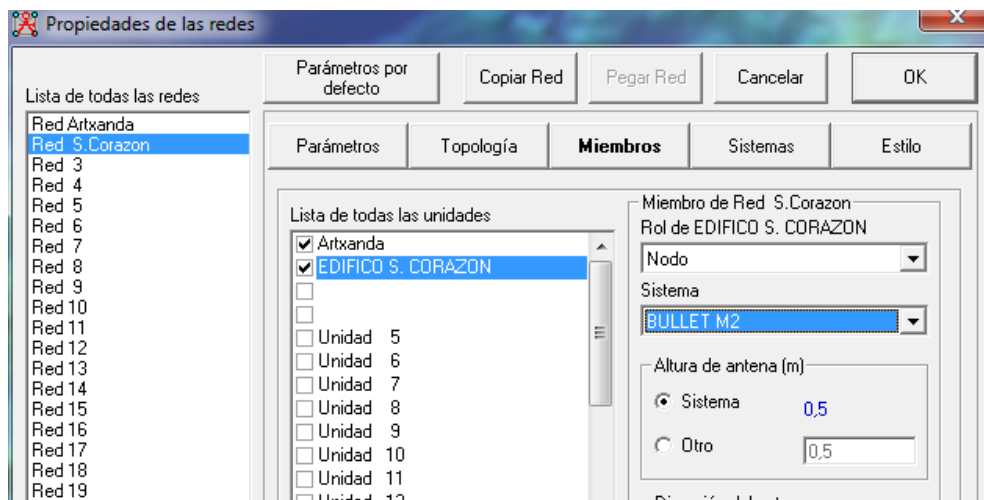 Propiedades de las redes
X
Parámetros por defecto
Copiar Red
Pegar Red
Cancelar
OK
Lista de todas las redes
Red Artxanda
Red S.Corazon
Red 3
Red 4
Red 5
Red 6
Red 7
Red 8
Red 9
Red 10
Red 11
Red 12
Red 13
Red 14
Red 15
Red 16
Red 17
Red 18
Red 19
Parámetros
Topología
Miembros
Sistemas
Estilo
Lista de todas las unidades
Artxanda
EDIFICO S. CORAZON
Unidad 5
Unidad 6
Unidad 7
Unidad 8
Unidad 9
Unidad 10
Unidad 11
Unidad 12
Miembro de Red S.Corazon
Rol de EDIFICO S. CORAZON
Nodo
Sistema
BULLET M2
Altura de antena (m)
Sistema 0,5
Otro 0,5